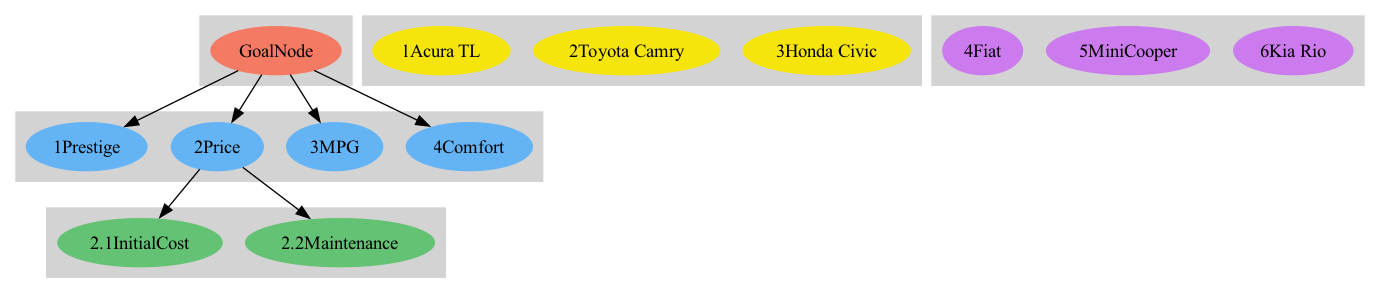 GoalNode
1Acura TL
2Toyota Camry
3Honda Civic
4Fiat
5MiniCooper
6Kia Rio
1Prestige
2Price
3MPG
4Comfort
2.1InitialCost
2.2Maintenance